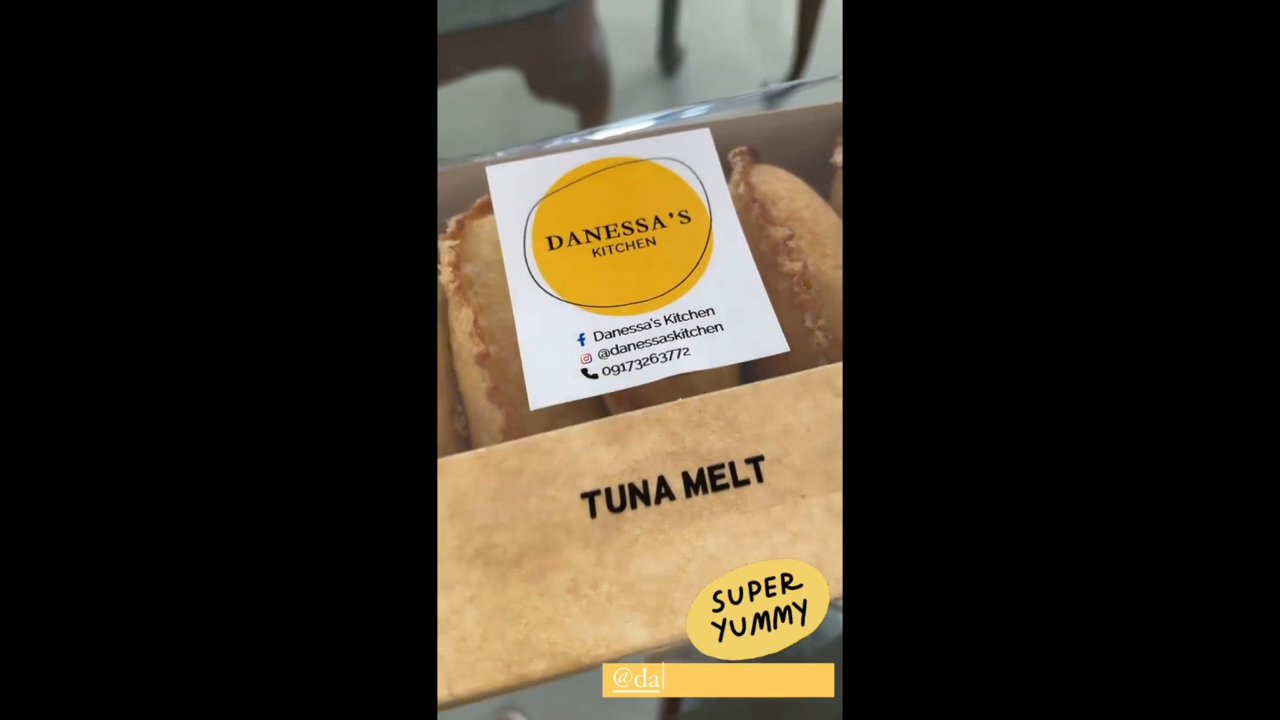 DANESSA'S
KITCHEN
Danessa's Kitchen
@danessaskitchen
09173263772
TUNA MELT
SUPER
YUMMY
@da